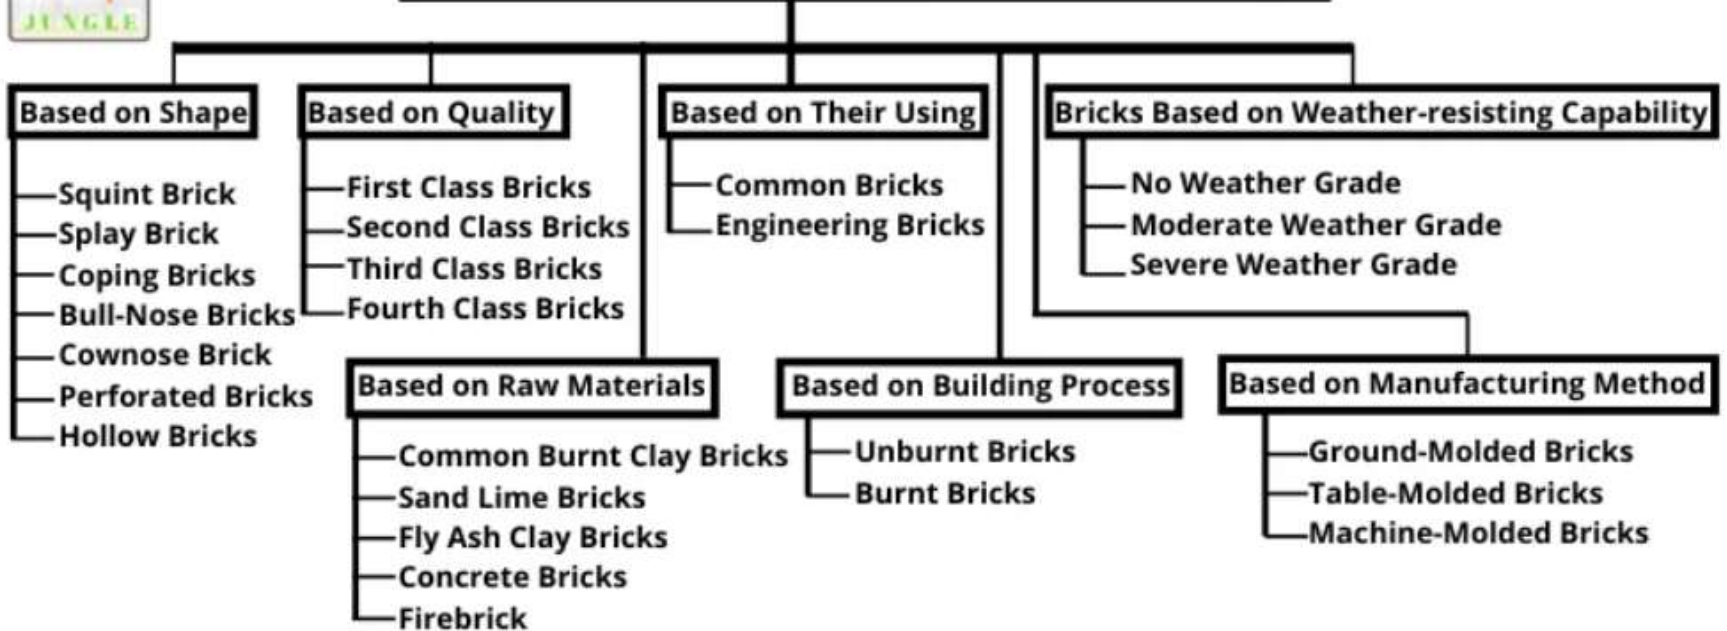 JUNGLE
Based on Shape
Squint Brick
Splay Brick
Coping Bricks
Bull-Nose Bricks
Cownose Brick
Perforated Bricks
Hollow Bricks
Based on Quality
First Class Bricks
Second Class Bricks
Third Class Bricks
Fourth Class Bricks
Based on Their Using
Common Bricks
Engineering Bricks
Bricks Based on Weather-resisting Capability
No Weather Grade
Moderate Weather Grade
Severe Weather Grade
Based on Raw Materials
Common Burnt Clay Bricks
Sand Lime Bricks
Fly Ash Clay Bricks
Concrete Bricks
Firebrick
Based on Building Process
Unburnt Bricks
Burnt Bricks
Based on Manufacturing Method
Ground-Molded Bricks
Table-Molded Bricks
Machine-Molded Bricks